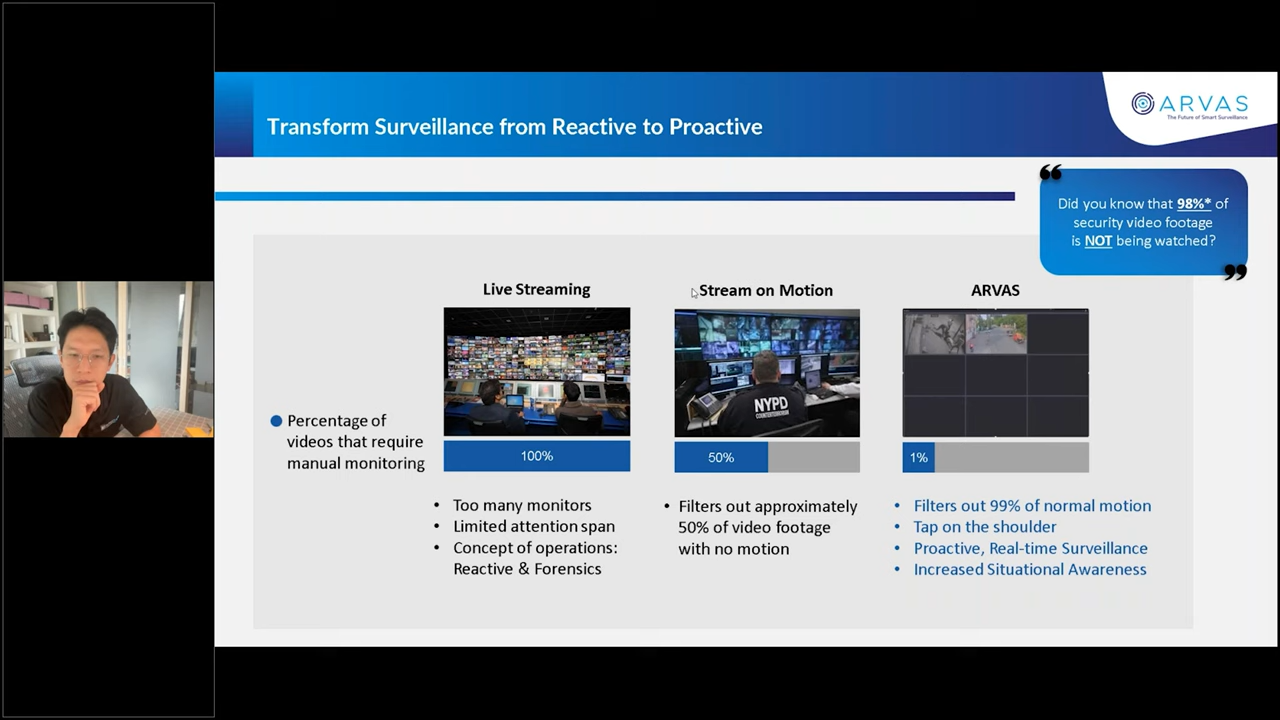 Transform Surveillance from Reactive to Proactive
ARVAS
The Future of Smart Surveillance
“
Did you know that 98%* of
security video footage
is NOT being watched?
”
Live Streaming
Stream on Motion
ARVAS
NYPD
COUNTERTERRORISM
Percentage of
videos that require
manual monitoring
100%
50%
1%
• Too many monitors
• Limited attention span
• Concept of operations:
Reactive & Forensics
• Filters out approximately
50% of video footage
with no motion
• Filters out 99% of normal motion
• Tap on the shoulder
• Proactive, Real-time Surveillance
• Increased Situational Awareness